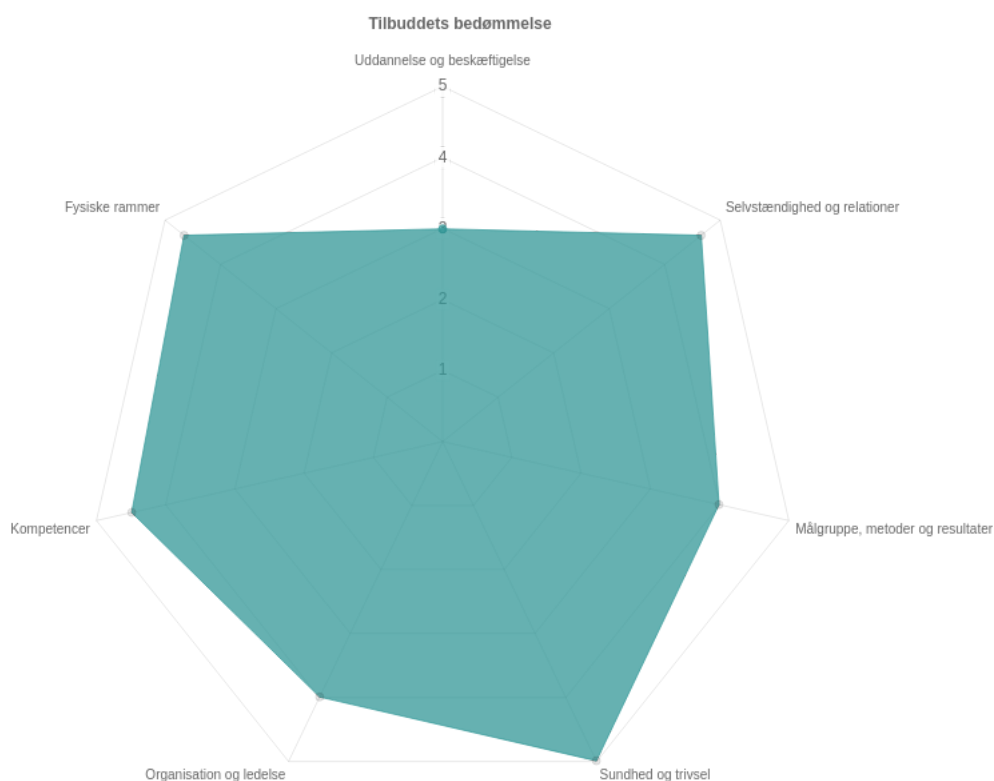 Tilbuddets bedømmelse
Uddannelse og beskæftigelse
5
4
Fysiske rammer
Selvstændighed og relationer
3
2
1
Kompetencer
Målgruppe, metoder og resultater
Organisation og ledelse
Sundhed og trivsel